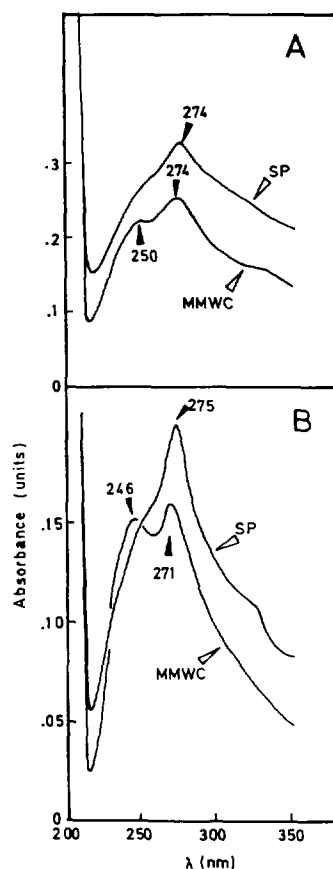 A
274
.3
274
SP
.2
250
MMWC
.1
0
B
275
246
Absorbance (units)
.15
SP
271
.10
MMWC
.05
0
200 250 300 350
λ (nm)